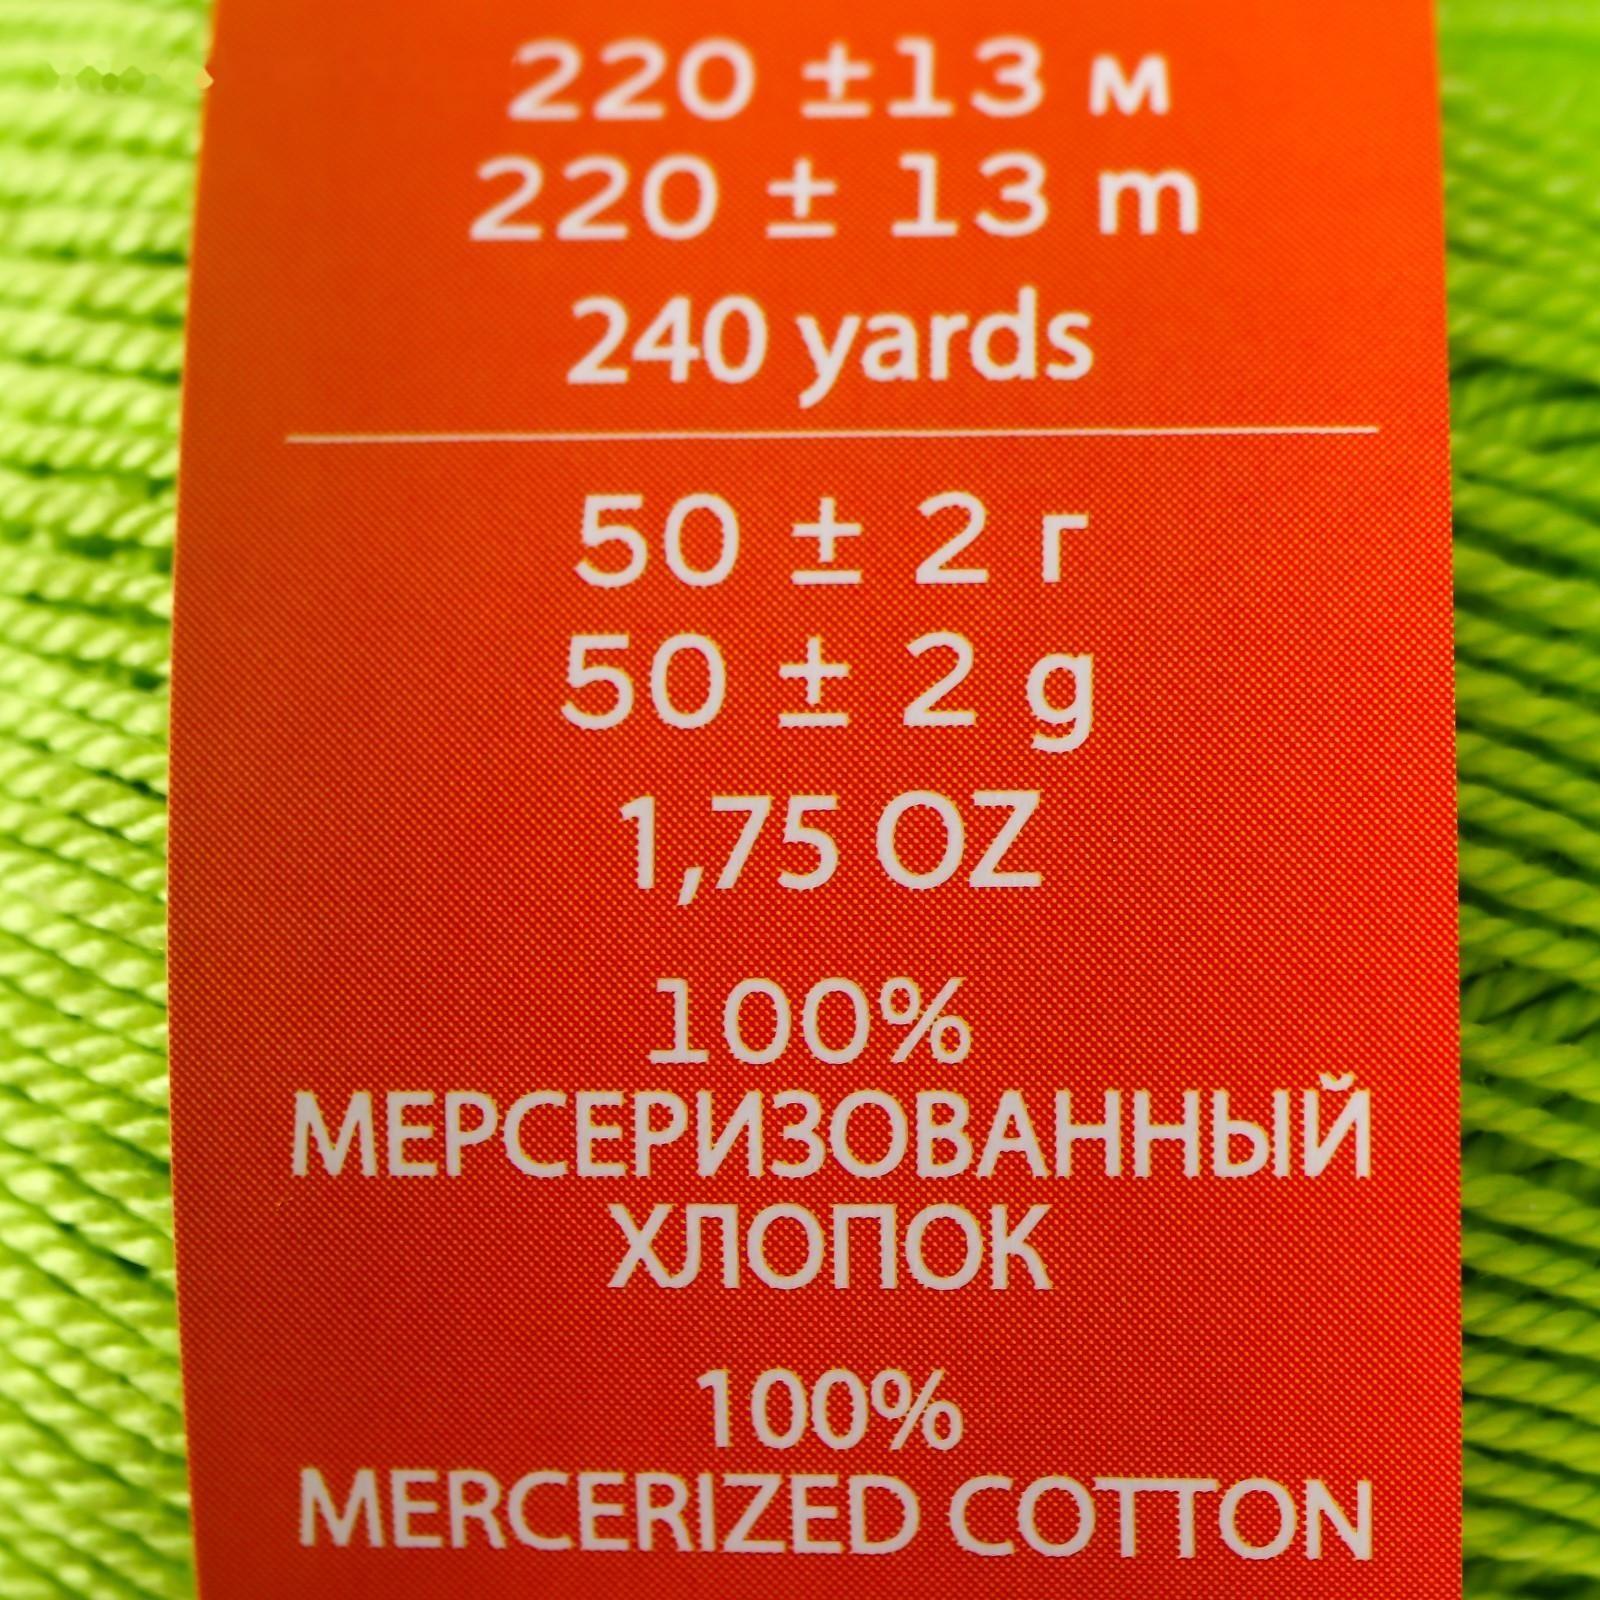 220 ±13 м
220 ± 13 m
240 yards
50 ± 2 г
50 ± 2 g
1,75 OZ
100%
МЕРСЕРИЗОВАННЫЙ
ХЛОПОК
100%
MERCERIZED COTTON